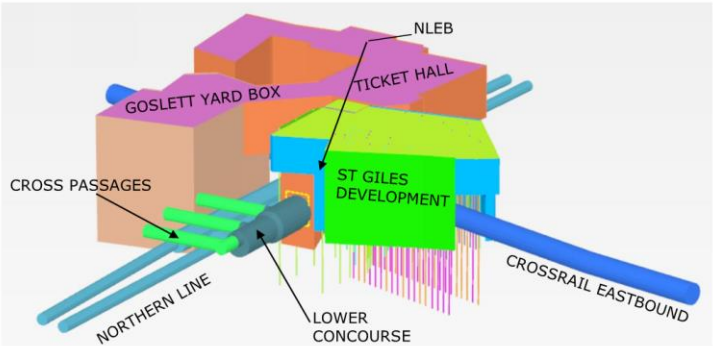 NLEB
TICKET HALL
GOSLETT YARD BOX
ST GILES
DEVELOPMENT
CROSS PASSAGES
CROSSRAIL EASTBOUND
NORTHERN LINE
LOWER
CONCOURSE